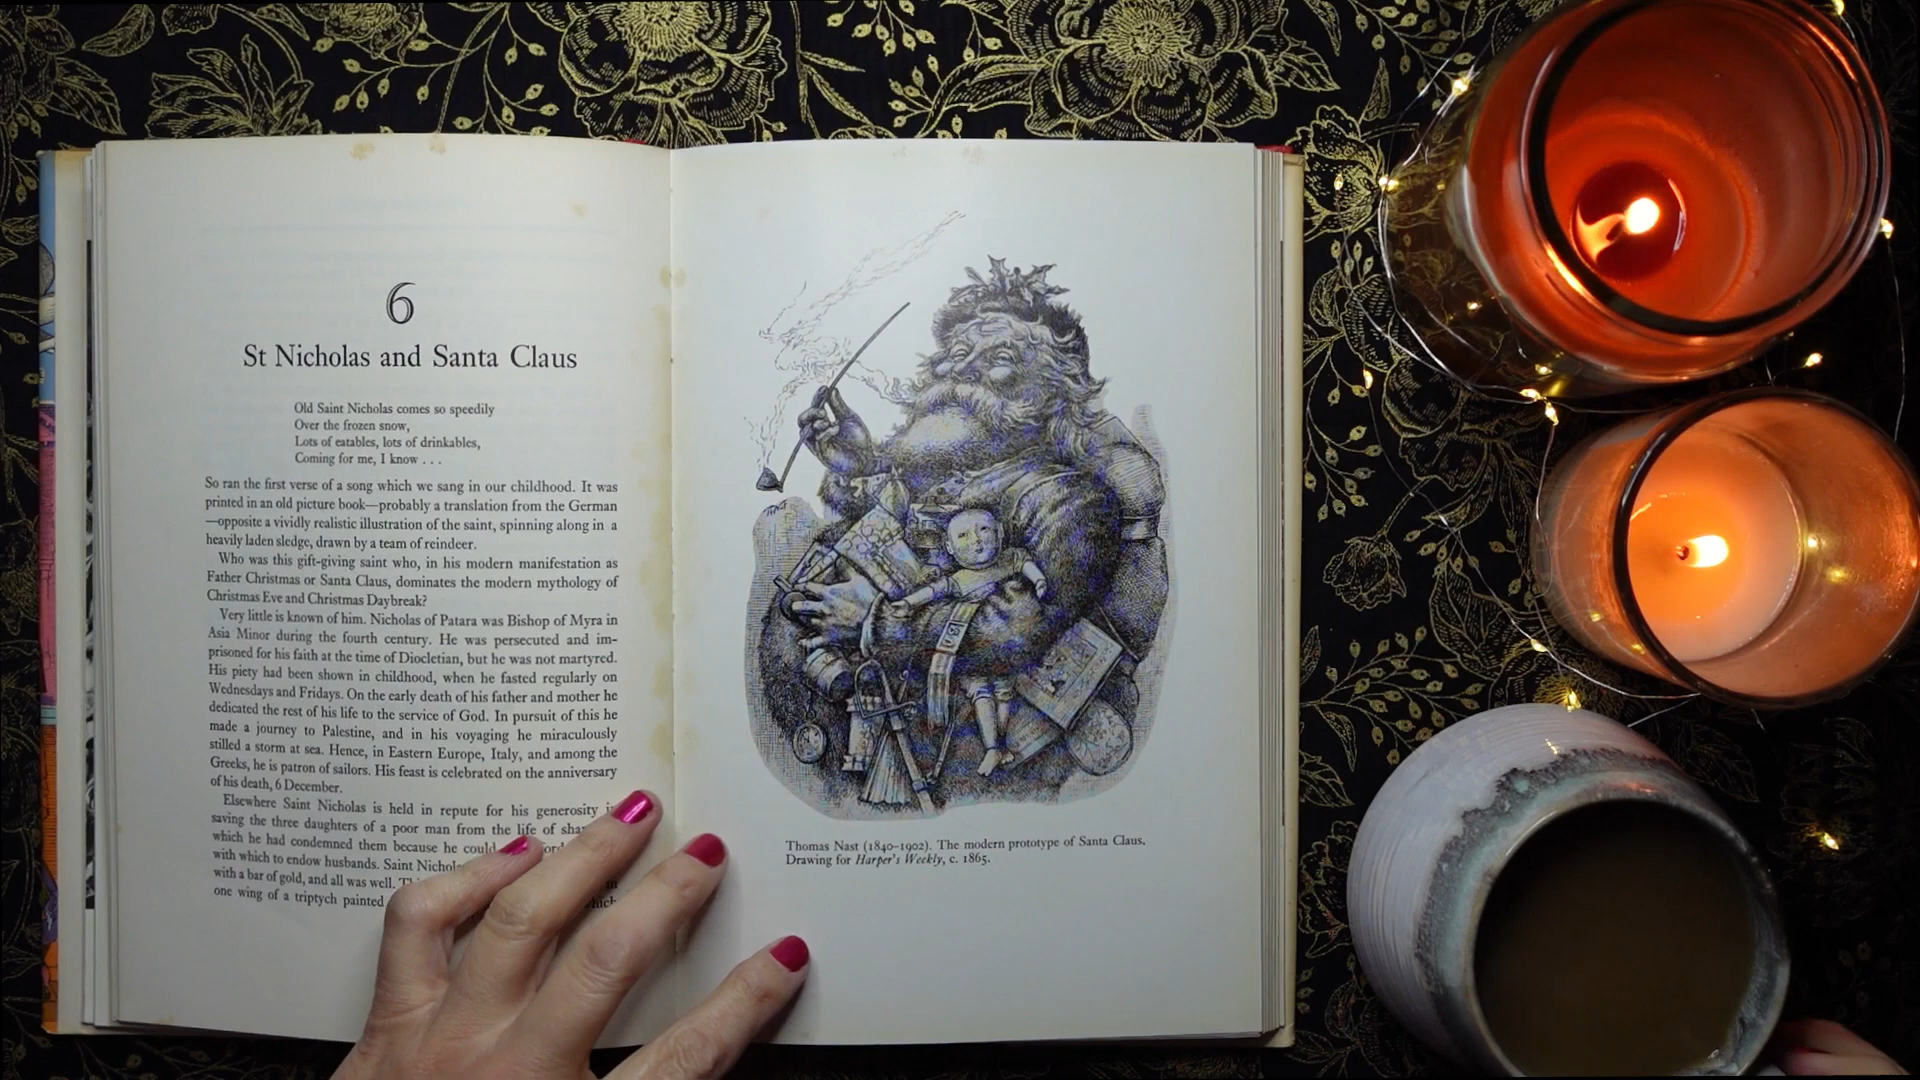 6
St Nicholas and Santa Claus
Old Saint Nicholas comes so speedily
Over the frozen snow,
Lots of eatables, lots of drinkables,
Coming for me, I know . . .
So ran the first verse of a song which we sang in our childhood. It was
printed in an old picture book—probably a translation from the German
—opposite a vividly realistic illustration of the saint, spinning along in a
heavily laden sledge, drawn by a team of reindeer.
Who was this gift-giving saint who, in his modern manifestation as
Father Christmas or Santa Claus, dominates the modern mythology of
Christmas Eve and Christmas Daybreak?
Very little is known of him. Nicholas of Patara was Bishop of Myra in
Asia Minor during the fourth century. He was persecuted and im-
prisoned for his faith at the time of Diocletian, but he was not martyred.
His piety had been shown in childhood, when he fasted regularly on
Wednesdays and Fridays. On the early death of his father and mother he
dedicated the rest of his life to the service of God. In pursuit of this he
made a journey to Palestine, and in his voyaging he miraculously
stilled a storm at sea. Hence, in Eastern Europe, Italy, and among the
Greeks, he is patron of sailors. His feast is celebrated on the anniversary
of his death, 6 December.
Elsewhere Saint Nicholas is held in repute for his generosity
saving the three daughters of a poor man from the life of
which he had condemned them because he could
with which to endow husbands. Saint
with a bar of gold, and all was well.
one wing of a triptych painted
Thomas Nast (1840–1902). The modern prototype of Santa Claus.
Drawing for Harper's Weekly, c. 1865.